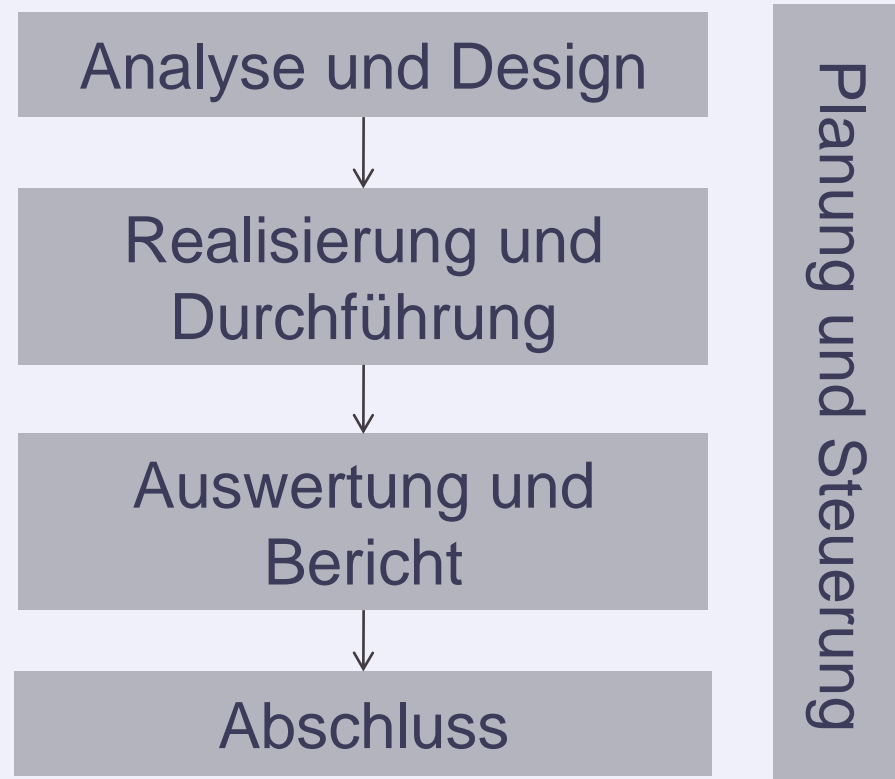 Analyse und Design
Realisierung und
Durchführung
Auswertung und
Bericht
Abschluss
Planung und Steuerung